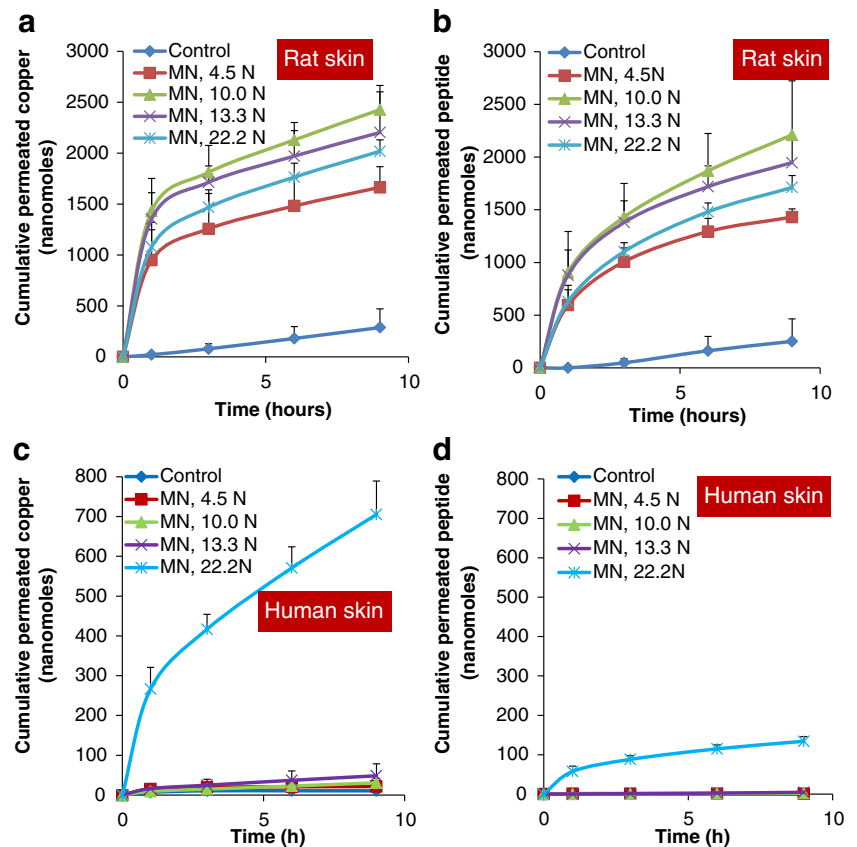 a
Cumulative permeated copper
(nanomoles)
3000
2500
2000
1500
1000
500
0
Control
MN, 4.5 N
MN, 10.0 N
MN, 13.3 N
MN, 22.2 N
Rat skin
0
5
10
Time (hours)
b
Cumulative permeated peptide
(nanomoles)
3000
2500
2000
1500
1000
500
0
Control
MN, 4.5N
MN, 10.0 N
MN, 13.3 N
MN, 22.2 N
Rat skin
0
5
10
Time (hours)
c
Cumulative permeated copper
(nanomoles)
800
700
600
500
400
300
200
100
0
Control
MN, 4.5 N
MN, 10.0 N
MN, 13.3 N
MN, 22.2N
Human skin
0
5
10
Time (h)
d
Cumulative permeated peptide
(nanomoles)
800
700
600
500
400
300
200
100
0
Control
MN, 4.5 N
MN, 10.0 N
MN, 13.3 N
MN, 22.2N
Human skin
0
5
10
Time (h)